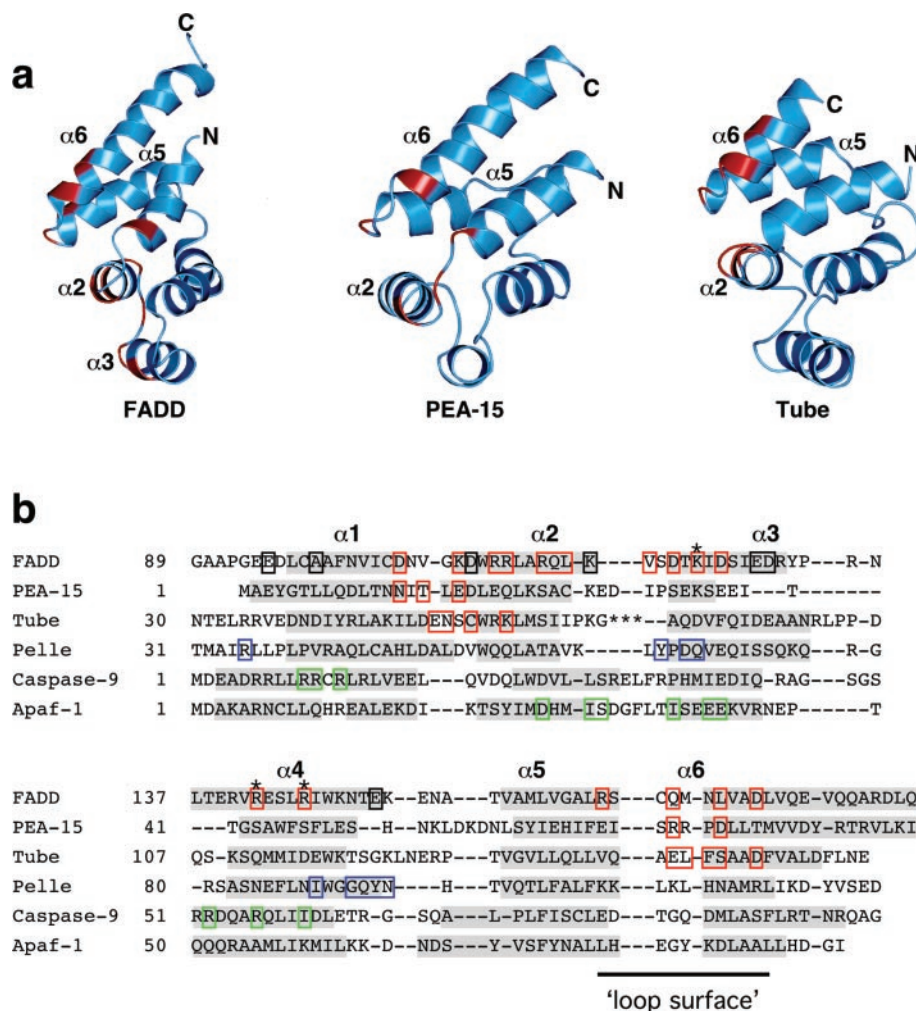 a
C
α6
α5
N
α2
α3
FADD
α6
α5
C
N
α2
PEA-15
α6
C
α5
N
α2
Tube
b
α1 α2 α3
*
FADD 89 GAAPGEEDLCAAFNVICDNV-GKDWRRLARQL-K----VSDTKIDSIEDRYP---R-N
PEA-15 1 MAEYGTLLQDLTNNIT-LEDLEQLKSAC--KED--IPSEKSEEI--T--------
Tube 30 NTELRRVEDNDIYRLAKILDENSCWRKLMSIIPKG***---AQDVFQIDEAANRLPP-D
Pelle 31 TMAIRLLPLPVRAQLCAHLDALDVWQQLATAVK----LYPDQVEQISSQKQ---R-G
Caspase-9 1 MDEADRRLLRRCRLRLVEEL---QVDQLWDVL-LSRELFRPHMIEDIQ-RAG--SGS
Apaf-1 1 MDAKARNCLLQHREALEKDI---KTSYIMDHM-ISDGFLTISEEEKVRNEP------T
α4 α5 α6
* *
FADD 137 LTERVRESLRIWKNTEK--ENA--TVAMLVGALRS---CQM-NLVADLVQE-VQQARDLQ
PEA-15 41 ---TGSAWFSFLES--HNKLDKDNLSYIEHIFEI---SRR-PDLLTMVVDY-RTRVLKI
Tube 107 QS-KSQMMIDEWKTSGKLNERP--TVGVLLQLLVQ---AEL-FSAADFVALDFLNE
Pelle 80 -RSASNEFLNIWGGQYN----H--TVQTLFALFKK---LKL-HNAMRLIKD-YVSED
Caspase-9 51 RRDQARQLIIDLETR-G--SQA--L-PLFISCLED---TGQ-DMLASFLRT-NRQAG
Apaf-1 50 QQQRAAMLIKMILKK-D--NDS--Y-VSFYNALLH---EGY-KDLAALLHD-GI
‘loop surface’